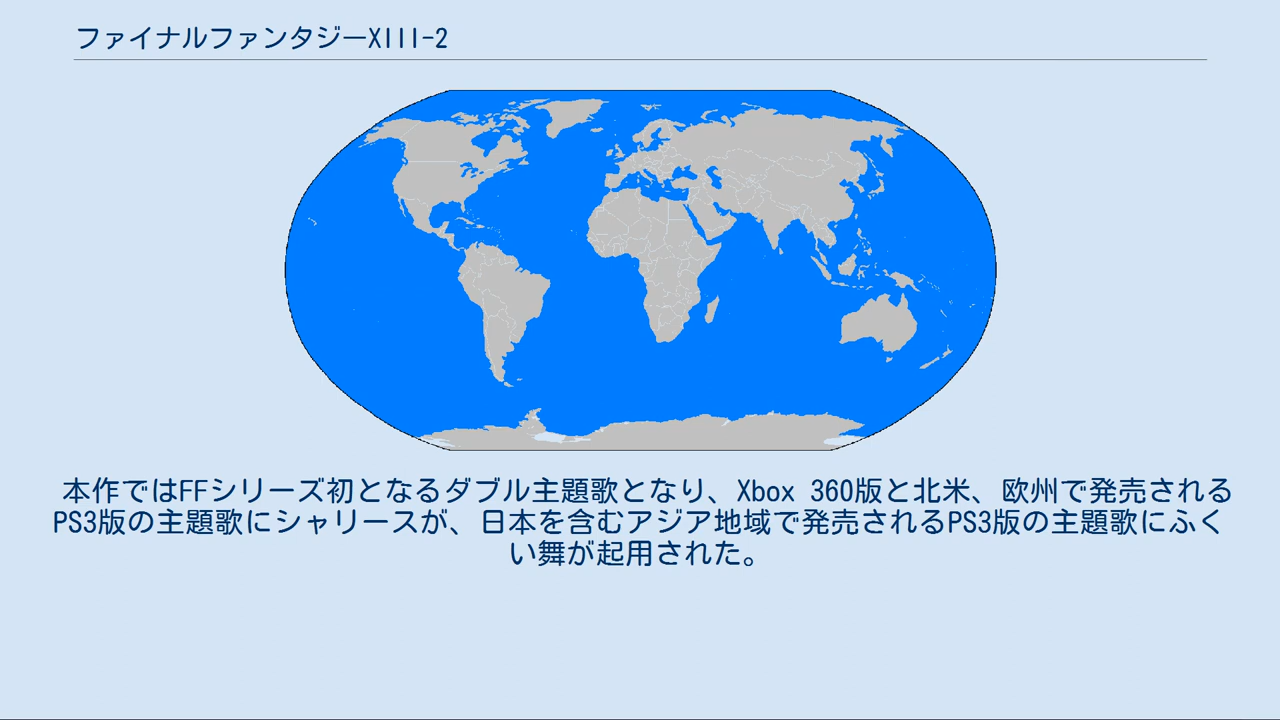 ファイナルファンタジーXIII-2
本作ではFFシリーズ初となるダブル主題歌となり、Xbox 360版と北米、欧州で発売される
PS3版の主題歌にシャリースが、日本を含むアジア地域で発売されるPS3版の主題歌にふく
い舞が起用された。